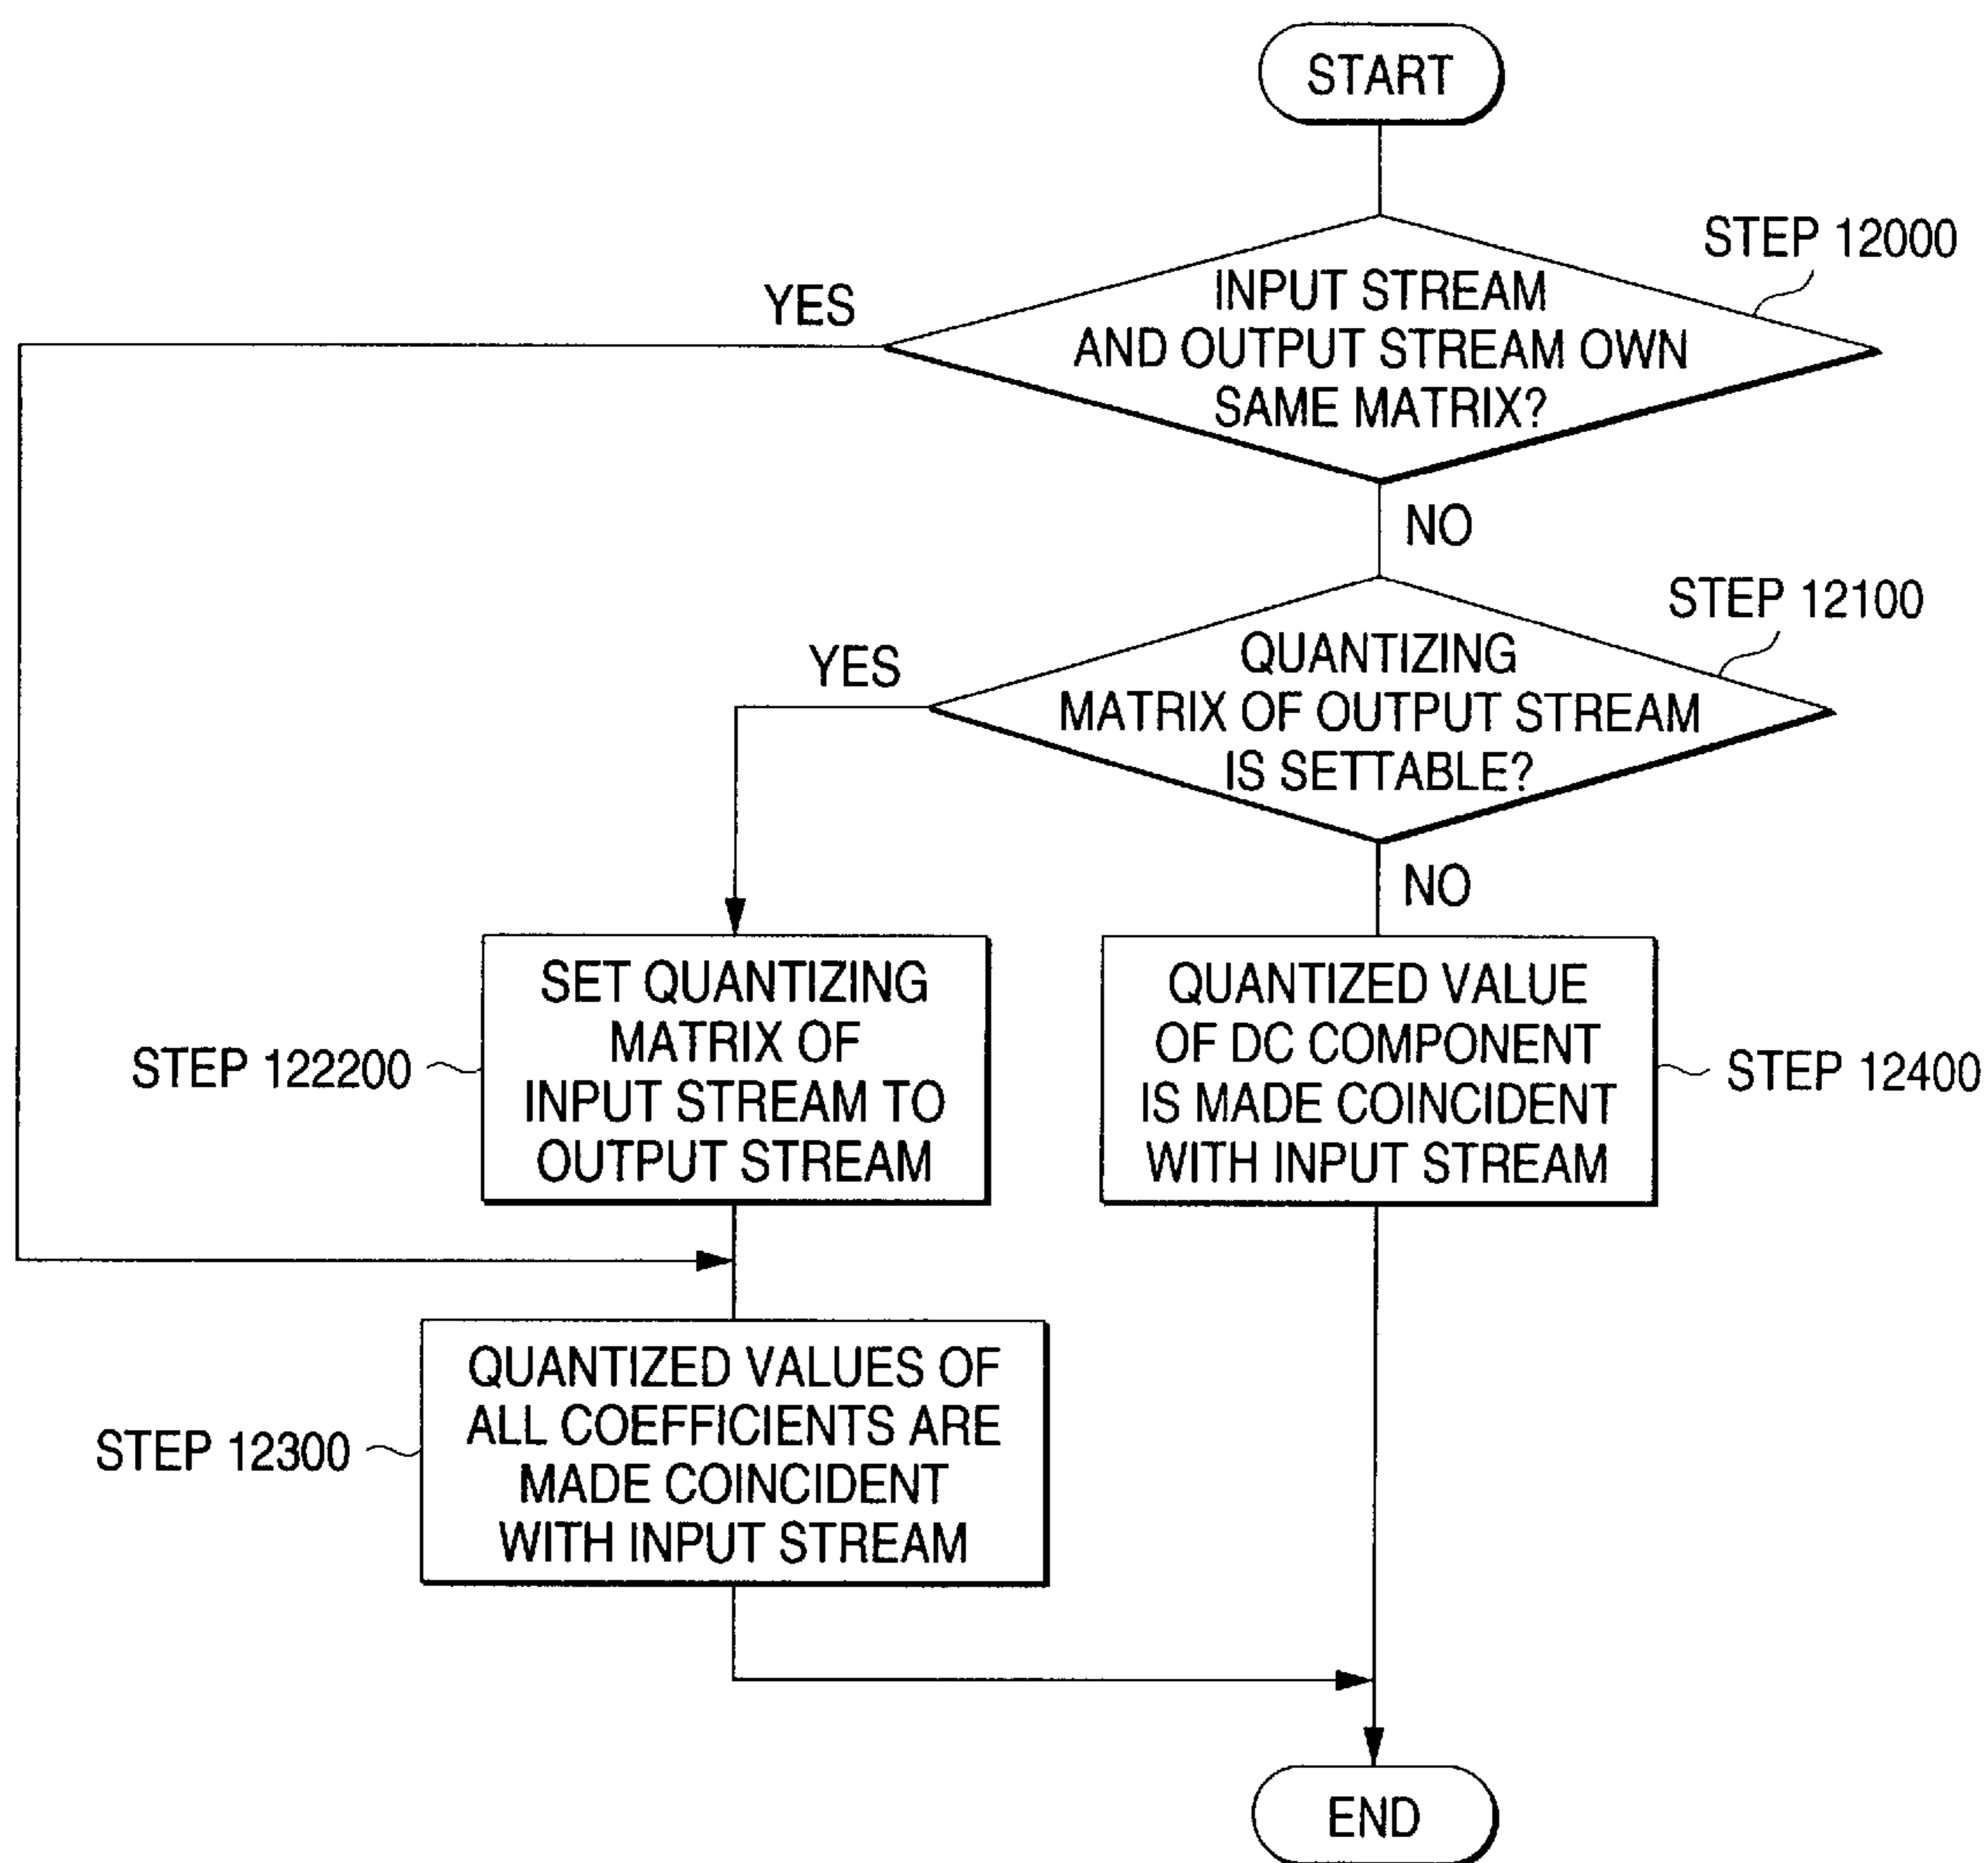 START
STEP 12000
YES
INPUT STREAM
AND OUTPUT STREAM OWN
SAME MATRIX?
NO
STEP 12100
YES
QUANTIZING
MATRIX OF OUTPUT STREAM
IS SETTABLE?
NO
SET QUANTIZING
MATRIX OF
INPUT STREAM TO
OUTPUT STREAM
STEP 122200
QUANTIZED VALUE
OF DC COMPONENT
IS MADE COINCIDENT
WITH INPUT STREAM
STEP 12400
QUANTIZED VALUES OF
ALL COEFFICIENTS ARE
MADE COINCIDENT
WITH INPUT STREAM
STEP 12300
END